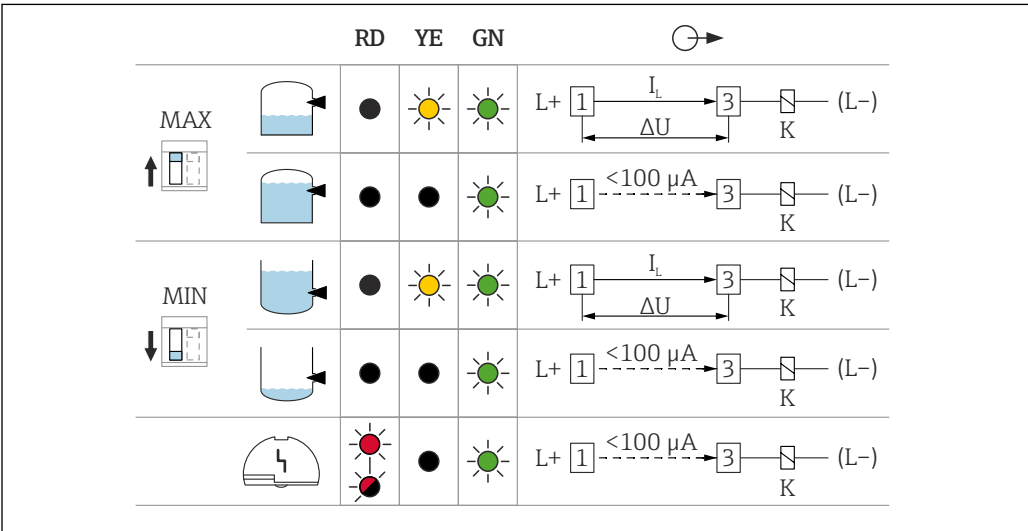 RD YE GN
MAX
L+ 1 I_L 3 (L−)
ΔU K
L+ 1 <100 µA 3 (L−)
K
MIN
L+ 1 I_L 3 (L−)
ΔU K
L+ 1 <100 µA 3 (L−)
K
L+ 1 <100 µA 3 (L−)
K